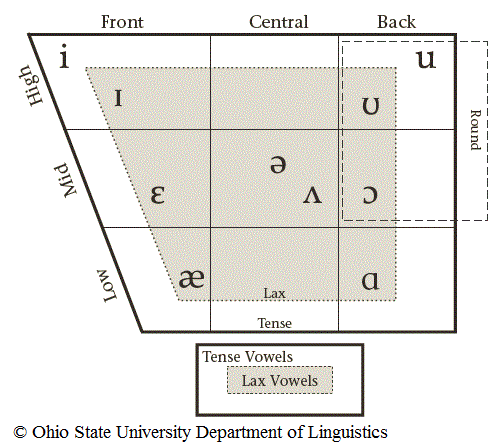 Front Central Back
i u
High
ɪ ʊ
Round
ə
Mid
ɛ ʌ ɔ
æ ɑ
Low
Lax
Tense
Tense Vowels
Lax Vowels
© Ohio State University Department of Linguistics